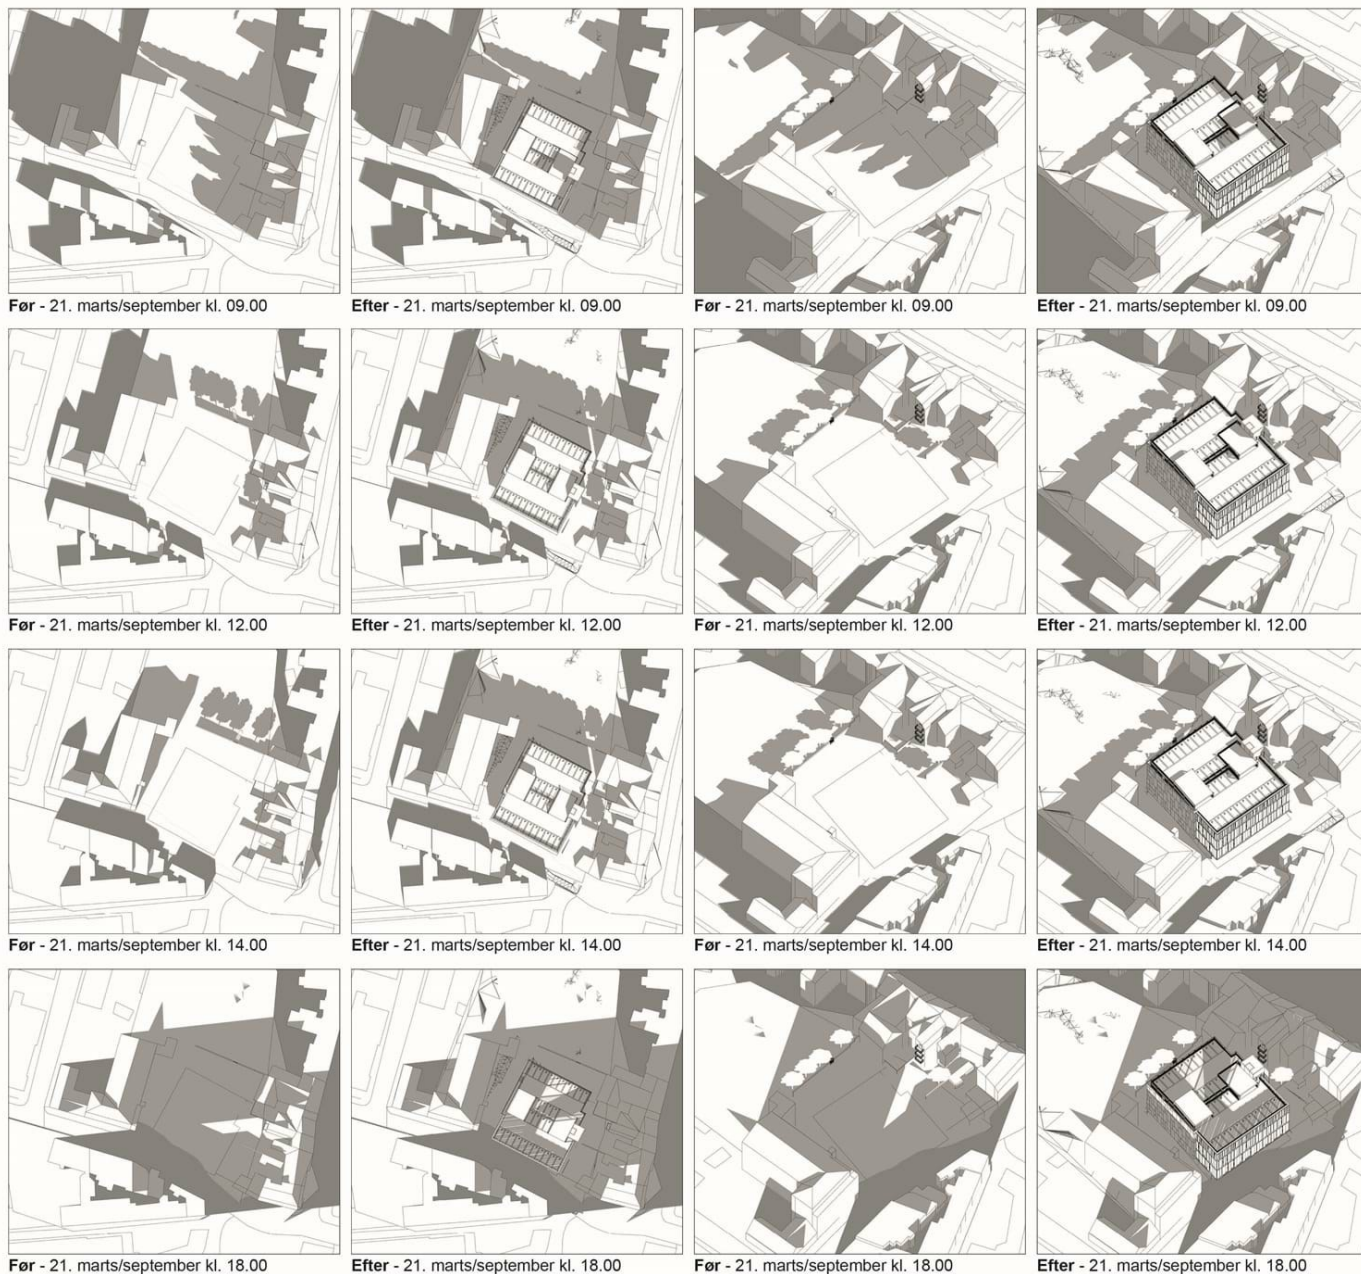 Før - 21. marts/september kl. 09.00
Efter - 21. marts/september kl. 09.00
Før - 21. marts/september kl. 09.00
Efter - 21. marts/september kl. 09.00
Før - 21. marts/september kl. 12.00
Efter - 21. marts/september kl. 12.00
Før - 21. marts/september kl. 12.00
Efter - 21. marts/september kl. 12.00
Før - 21. marts/september kl. 14.00
Efter - 21. marts/september kl. 14.00
Før - 21. marts/september kl. 14.00
Efter - 21. marts/september kl. 14.00
Før - 21. marts/september kl. 18.00
Efter - 21. marts/september kl. 18.00
Før - 21. marts/september kl. 18.00
Efter - 21. marts/september kl. 18.00